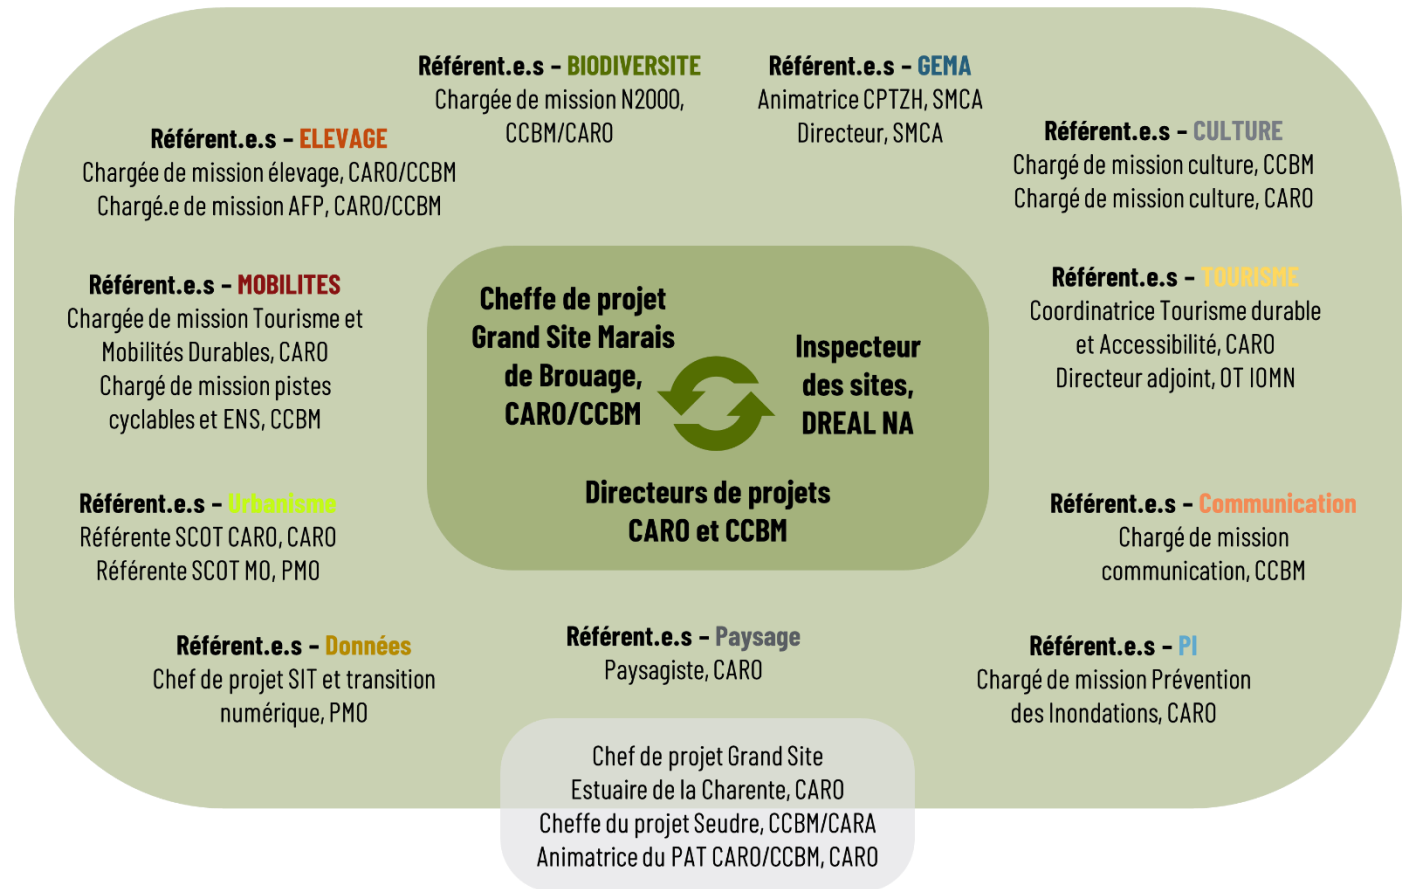 Référent.e.s – BIODIVERSITE
Chargée de mission N2000,
CCBM/CARO
Référent.e.s – GEMA
Animatrice CPTZH, SMCA
Directeur, SMCA
Référent.e.s – ELEVAGE
Chargée de mission élevage, CARO/CCBM
Chargé.e de mission AFP, CARO/CCBM
Référent.e.s – CULTURE
Chargé de mission culture, CCBM
Chargé de mission culture, CARO
Référent.e.s – MOBILITES
Chargée de mission Tourisme et
Mobilités Durables, CARO
Chargé de mission pistes
cyclables et ENS, CCBM
Cheffe de projet
Grand Site Marais
de Brouage,
CARO/CCBM
Inspecteur
des sites,
DREAL NA
Directeurs de projets
CARO et CCBM
Référent.e.s – TOURISME
Coordinatrice Tourisme durable
et Accessibilité, CARO
Directeur adjoint, OT IOMN
Référent.e.s – Urbanisme
Référente SCOT CARO, CARO
Référente SCOT MO, PMO
Référent.e.s – Communication
Chargé de mission
communication, CCBM
Référent.e.s – Données
Chef de projet SIT et transition
numérique, PMO
Référent.e.s – Paysage
Paysagiste, CARO
Référent.e.s – PI
Chargé de mission Prévention
des Inondations, CARO
Chef de projet Grand Site
Estuaire de la Charente, CARO
Cheffe du projet Seudre, CCBM/CARA
Animatrice du PAT CARO/CCBM, CARO